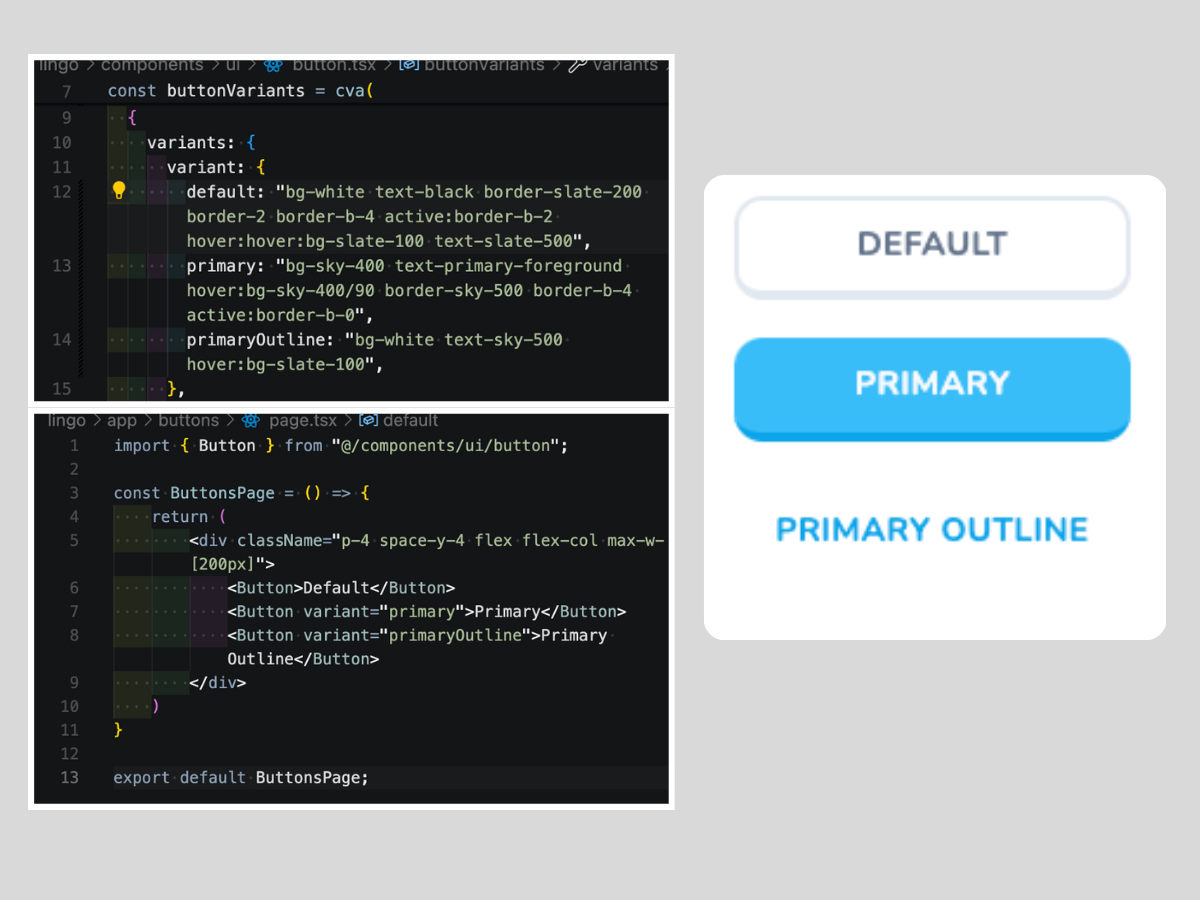 lingo > components > ui > button.tsx > buttonVariants > variants
7 const buttonVariants = cva(
9 {
10 variants: {
11 variant: {
12 default: "bg-white text-black border-slate-200
border-2 border-b-4 active:border-b-2
hover:hover:bg-slate-100 text-slate-500",
13 primary: "bg-sky-400 text-primary-foreground
hover:bg-sky-400/90 border-sky-500 border-b-4
active:border-b-0",
14 primaryOutline: "bg-white text-sky-500
hover:bg-slate-100",
15 },
lingo > app > buttons > page.tsx > default
1 import { Button } from "@/components/ui/button";
2
3 const ButtonsPage = () => {
4 return (
5 <div className="p-4 space-y-4 flex flex-col max-w-
[200px]">
6 <Button>Default</Button>
7 <Button variant="primary">Primary</Button>
8 <Button variant="primaryOutline">Primary
Outline</Button>
9 </div>
10 )
11 }
12
13 export default ButtonsPage;
DEFAULT
PRIMARY
PRIMARY OUTLINE